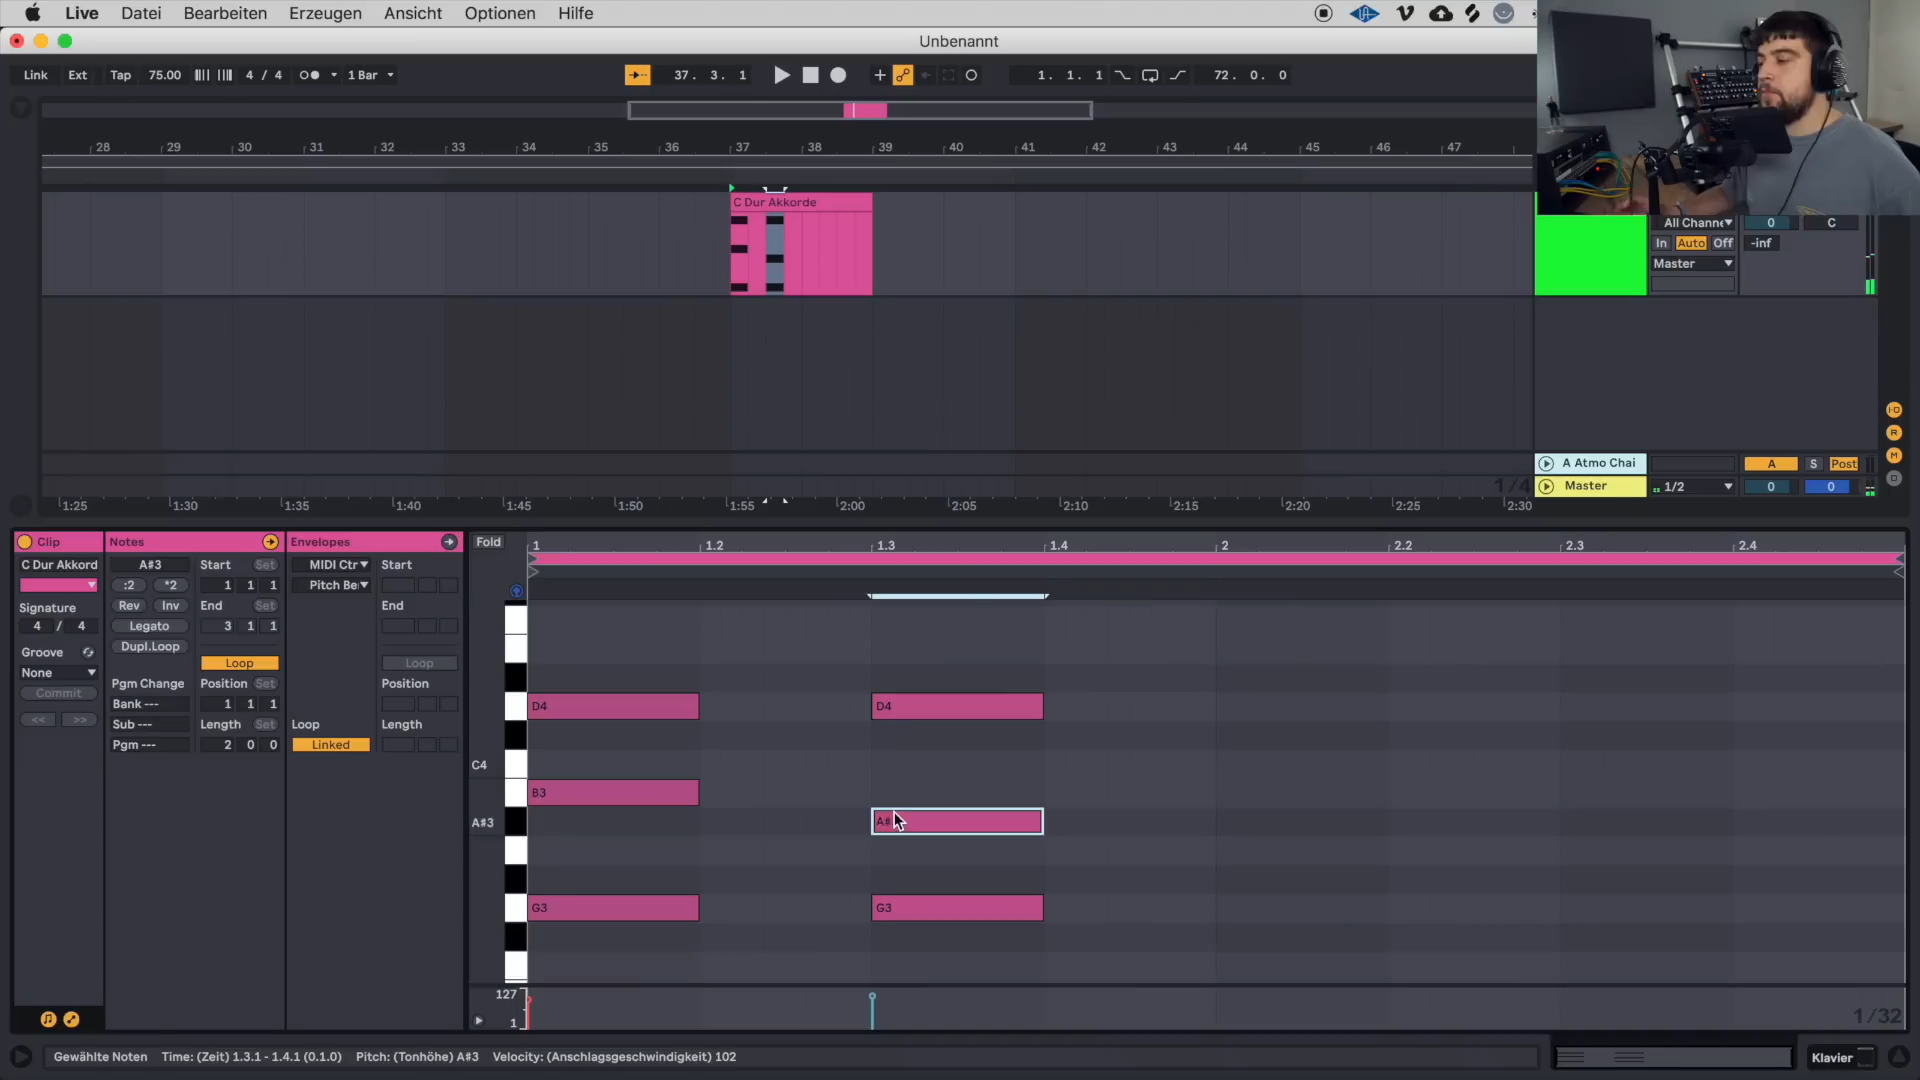 Live Datei Bearbeiten Erzeugen Ansicht Optionen Hilfe
Unbenannt
Link Ext Tap 75.00 4 / 4 1 Bar 37. 3. 1 1. 1. 1 72. 0. 0
28 29 30 31 32 33 34 35 36 37 38 39 40 41 42 43 44 45 46 47
C Dur Akkorde
All Channe 0 C
In Auto Off -inf
Master
A Atmo Chai A S Post
1/4 Master 1/2 0 0
1:25 1:30 1:35 1:40 1:45 1:50 1:55 2:00 2:05 2:10 2:15 2:20 2:25 2:30
Clip Notes Envelopes Fold 1 1.2 1.3 1.4 2 2.2 2.3 2.4
C Dur Akkord A#3 Start Set MIDI Ctr Start
:2 *2 1 1 1 Pitch Be
Signature Rev Inv End Set End
4 / 4 Legato 3 1 1
Groove Dupl.Loop
None Loop Loop
Commit Pgm Change Position Set Position
<< >> Bank --- 1 1 1
Sub --- Length Set Loop Length
Pgm --- 2 0 0 Linked
D4 D4
C4
B3
A#3 A#
G3 G3
127
1 1/32
Gewählte Noten Time: (Zeit) 1.3.1 - 1.4.1 (0.1.0) Pitch: (Tonhöhe) A#3 Velocity: (Anschlagsgeschwindigkeit) 102 Klavier